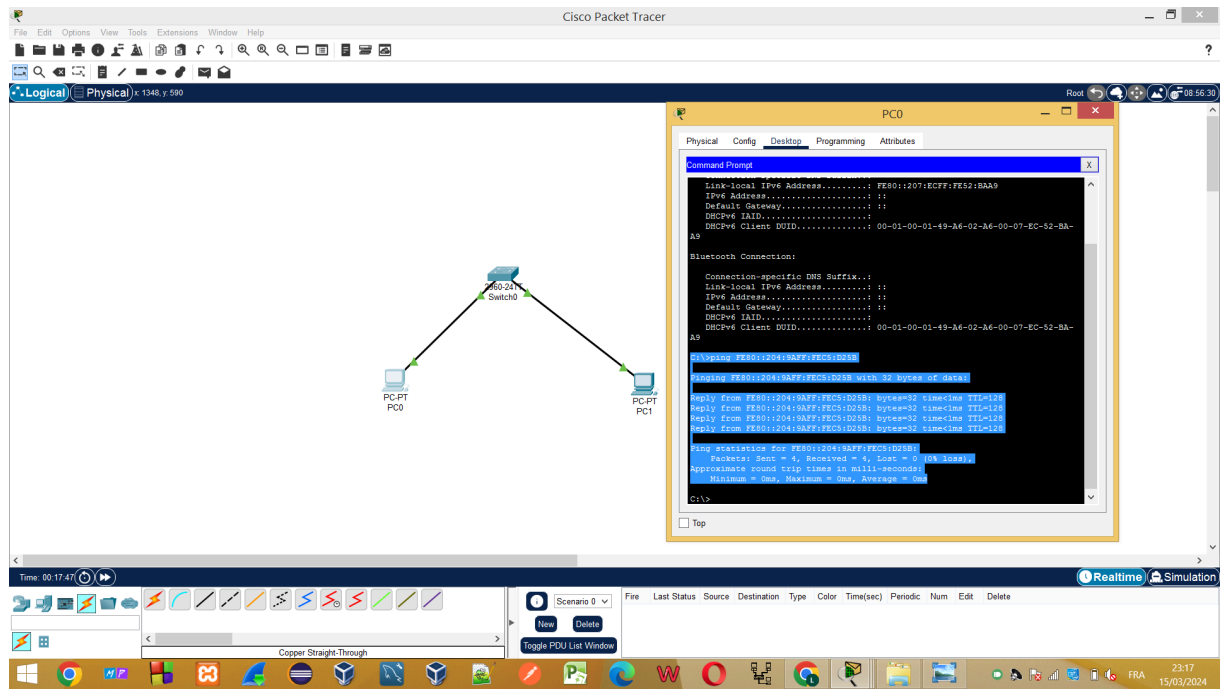 Cisco Packet Tracer
File Edit Options View Tools Extensions Window Help
?
Logical Physical x: 1348, y: 590
Root 08:56:30
PC0
Physical Config Desktop Programming Attributes
Command Prompt
X
Link-local IPv6 Address.........: FE80::207:ECFF:FE52:BAA9
IPv6 Address....................: ::
Default Gateway.................: ::
DHCPv6 IAID.....................:
DHCPv6 Client DUID..............: 00-01-00-01-49-A6-02-A6-00-07-EC-52-BA-
A9
Bluetooth Connection:
Connection-specific DNS Suffix..:
Link-local IPv6 Address.........: ::
IPv6 Address....................: ::
Default Gateway.................: ::
DHCPv6 IAID.....................:
DHCPv6 Client DUID..............: 00-01-00-01-49-A6-02-A6-00-07-EC-52-BA-
A9
C:\>ping FE80::204:9AFF:FEC5:D25B
Pinging FE80::204:9AFF:FEC5:D25B with 32 bytes of data:
Reply from FE80::204:9AFF:FEC5:D25B: bytes=32 time<1ms TTL=128
Reply from FE80::204:9AFF:FEC5:D25B: bytes=32 time<1ms TTL=128
Reply from FE80::204:9AFF:FEC5:D25B: bytes=32 time<1ms TTL=128
Reply from FE80::204:9AFF:FEC5:D25B: bytes=32 time<1ms TTL=128
Ping statistics for FE80::204:9AFF:FEC5:D25B:
Packets: Sent = 4, Received = 4, Lost = 0 (0% loss),
Approximate round trip times in milli-seconds:
Minimum = 0ms, Maximum = 0ms, Average = 0ms
C:\>
Top
2960-24TT
Switch0
PC-PT
PC0
PC-PT
PC1
Time: 00:17:47
Realtime Simulation
Scenario 0
New Delete
Toggle PDU List Window
Fire Last Status Source Destination Type Color Time(sec) Periodic Num Edit Delete
Copper Straight-Through
FRA
23:17
15/03/2024